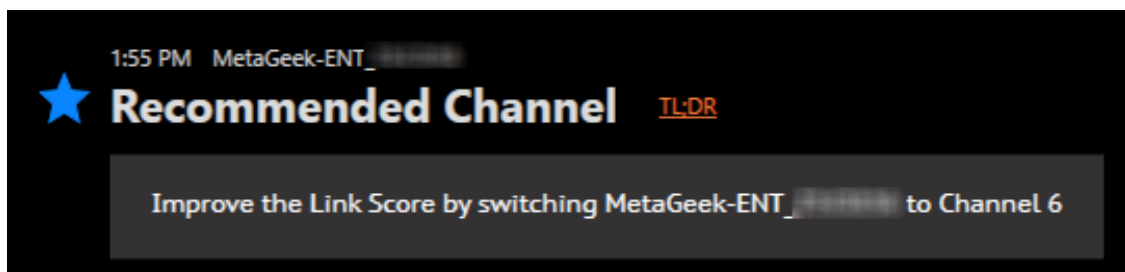 1:55 PM MetaGeek-ENT_
Recommended Channel TL;DR
Improve the Link Score by switching MetaGeek-ENT_ to Channel 6